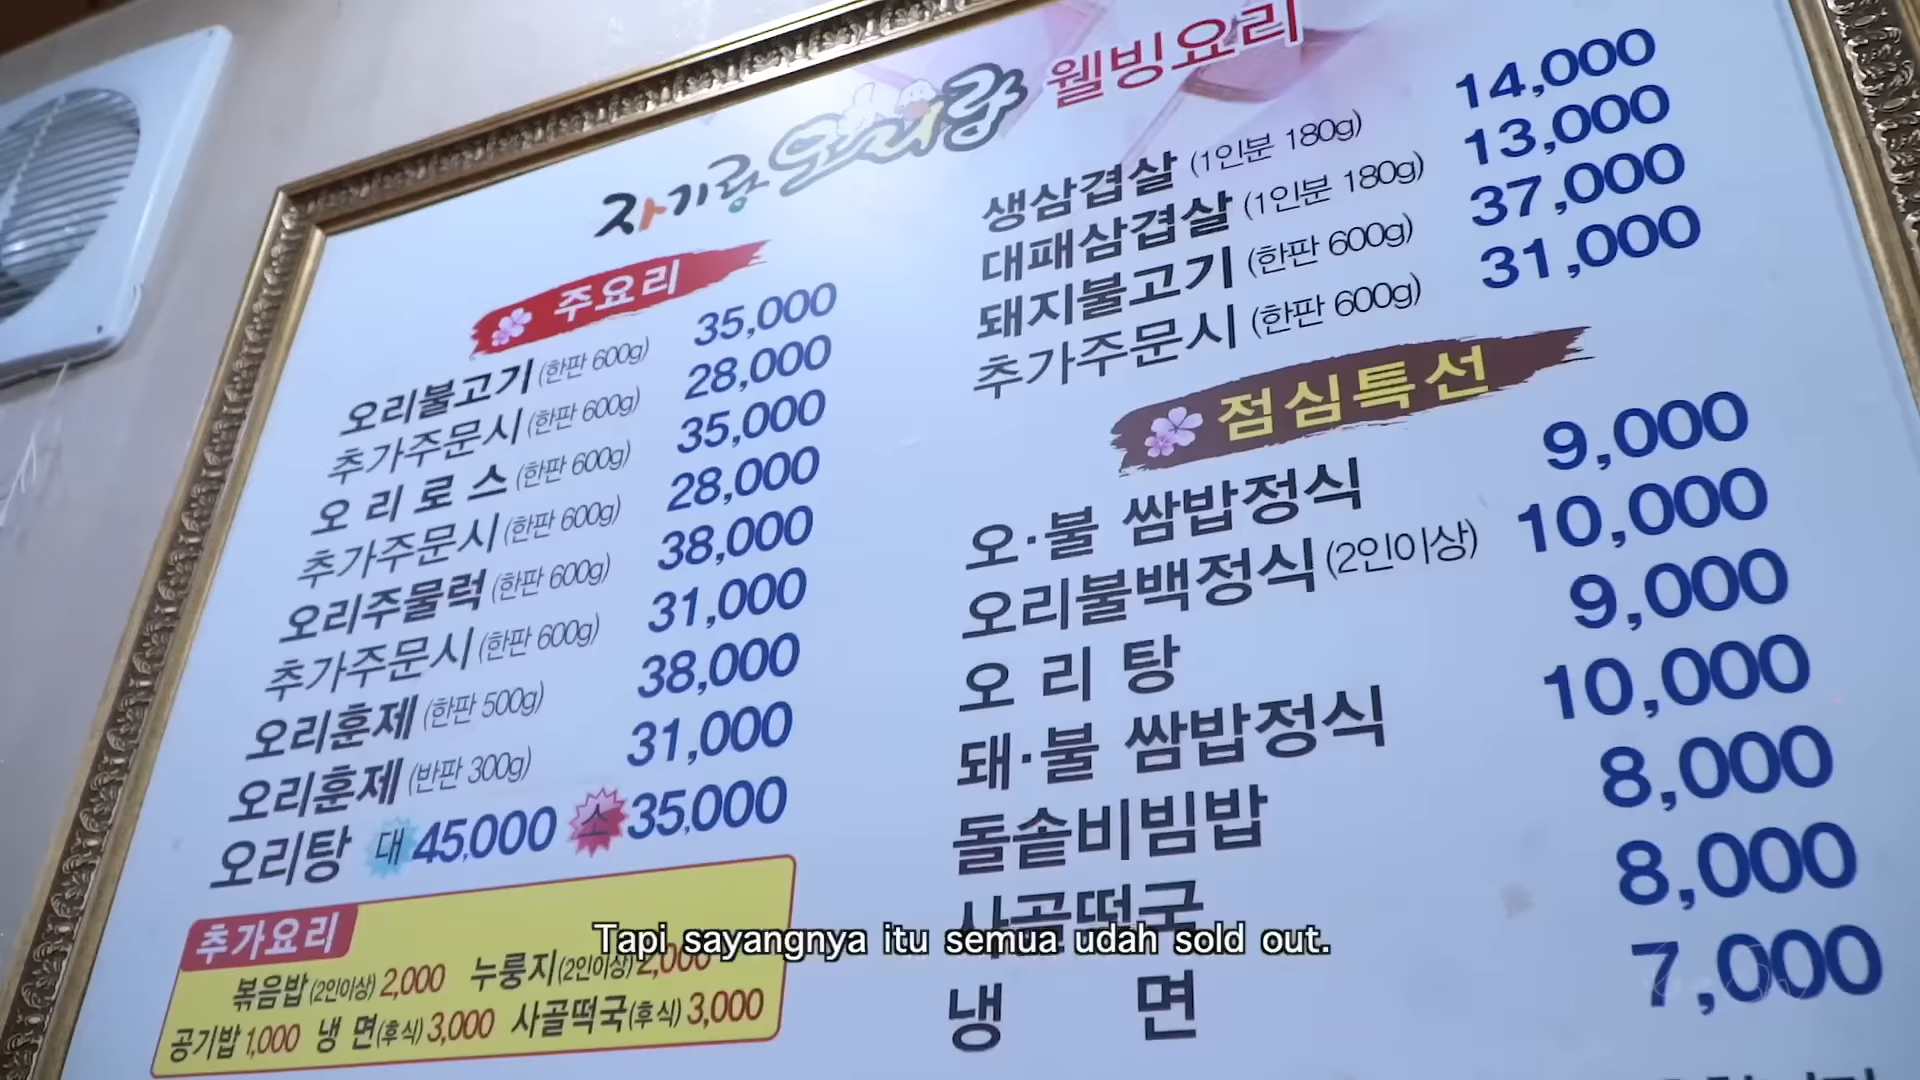 자기랑 오리랑 웰빙요리
주요리
오리불고기 (한판 600g) 35,000
추가주문시 (한판 600g) 28,000
오리로스 (한판 600g) 35,000
추가주문시 (한판 600g) 28,000
오리주물럭 (한판 600g) 38,000
추가주문시 (한판 600g) 31,000
오리훈제 (한판 500g) 38,000
오리훈제 (반판 300g) 31,000
오리탕 대 45,000 소 35,000
추가요리
볶음밥 (2인이상) 2,000 누룽지 (2인이상) 2,000
공기밥 1,000 냉 면 (후식) 3,000 사골떡국 (후식) 3,000
생삼겹살 (1인분 180g) 14,000
대패삼겹살 (1인분 180g) 13,000
돼지불고기 (한판 600g) 37,000
추가주문시 (한판 600g) 31,000
점심특선
오·불 쌈밥정식 9,000
오리불백정식 (2인이상) 10,000
오 리 탕 9,000
돼·불 쌈밥정식 10,000
돌솥비빔밥 8,000
사골떡국 8,000
냉 면 7,000
Tapi sayangnya itu semua udah sold out.